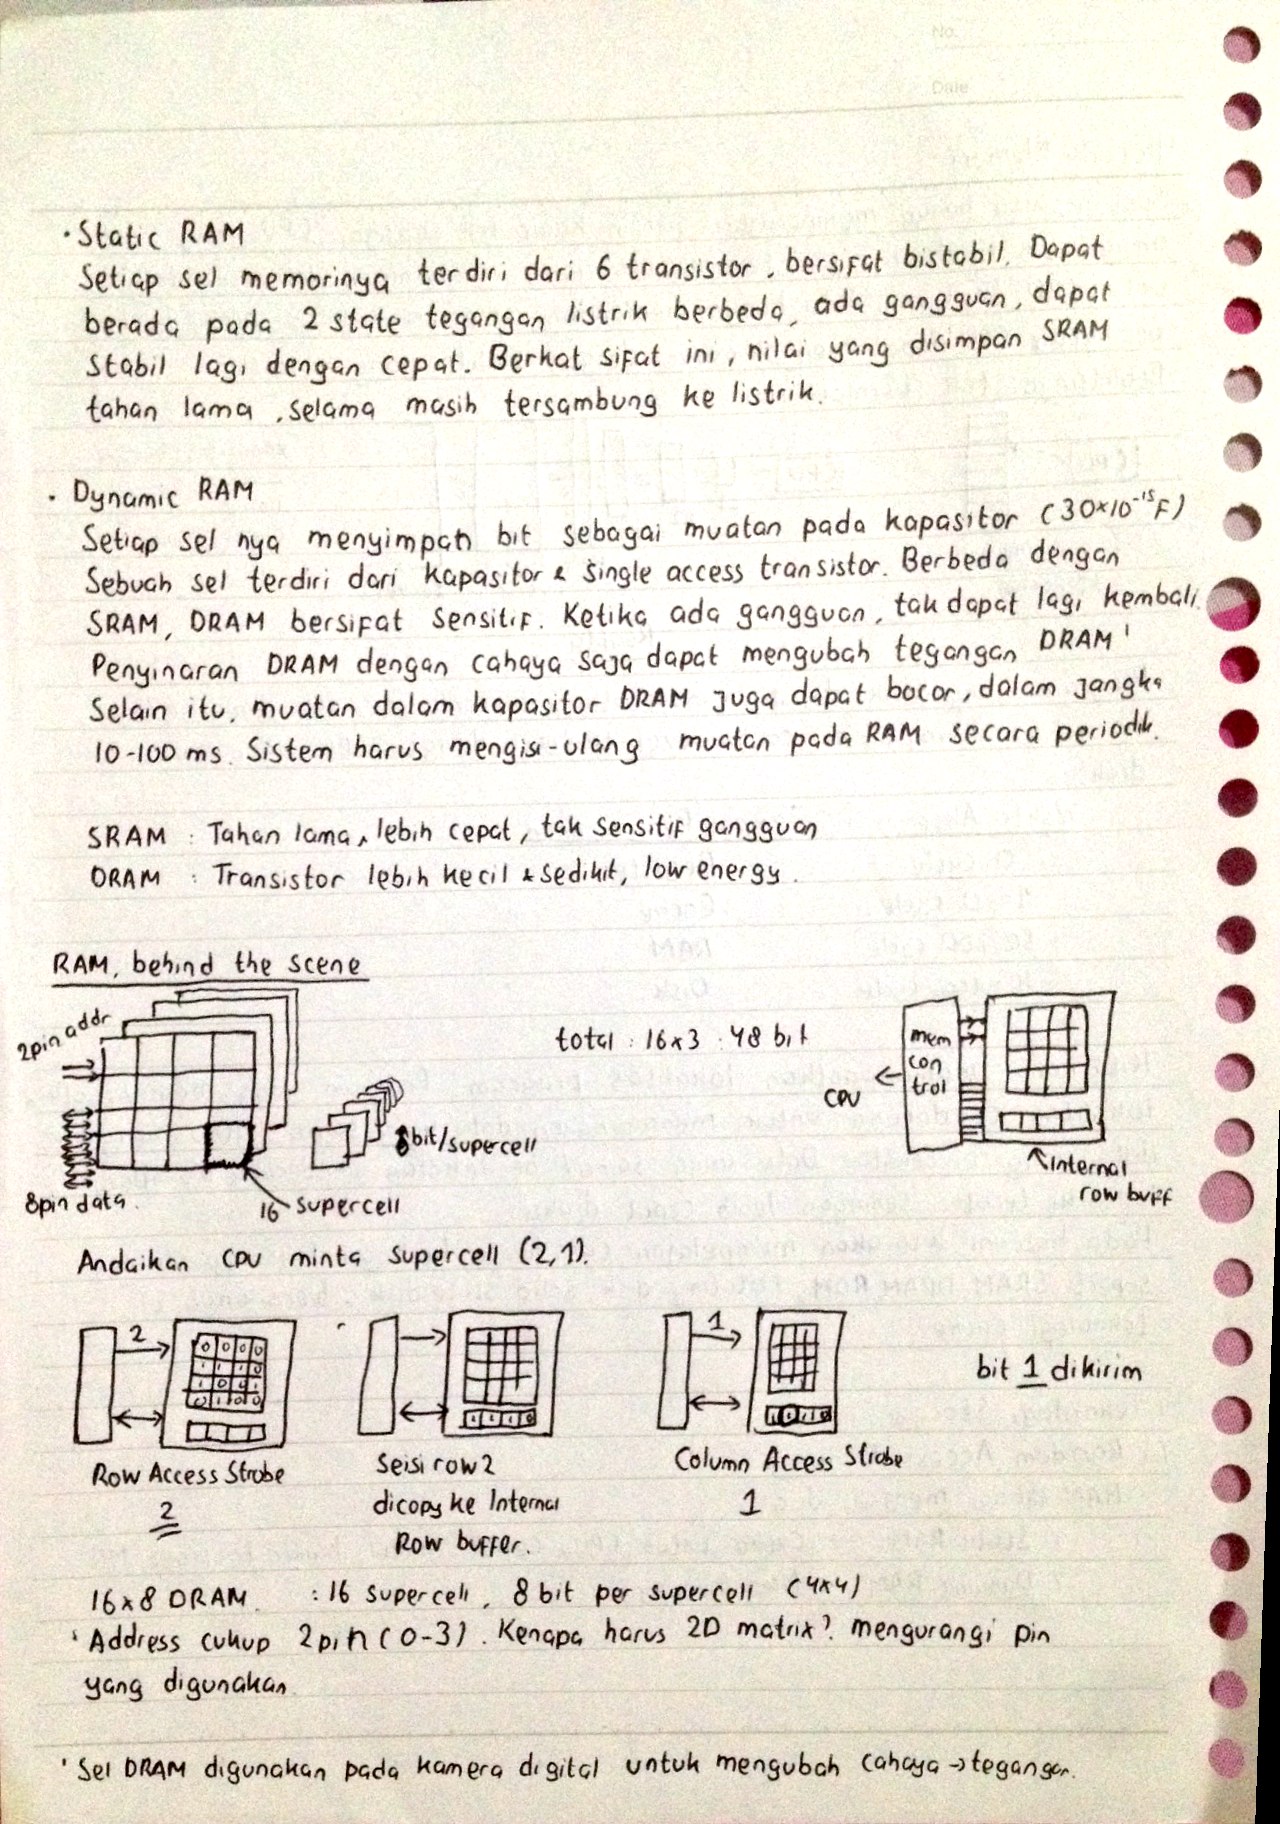 No.
Date
· Static RAM
Setiap sel memorinya terdiri dari 6 transistor, bersifat bistabil. Dapat
berada pada 2 state tegangan listrik berbeda, ada gangguan, dapat
stabil lagi dengan cepat. Berkat sifat ini, nilai yang disimpan SRAM
tahan lama, selama masih tersambung ke listrik.
· Dynamic RAM
Setiap sel nya menyimpan bit sebagai muatan pada kapasitor (30×10⁻¹⁵F)
Sebuah sel terdiri dari kapasitor & single access transistor. Berbeda dengan
SRAM, DRAM bersifat sensitif. Ketika ada gangguan, tak dapat lagi kembali.
Penyinaran DRAM dengan cahaya saja dapat mengubah tegangan DRAM '
Selain itu, muatan dalam kapasitor DRAM juga dapat bocor, dalam jangka
10-100 ms. Sistem harus mengisi-ulang muatan pada RAM secara periodik.
SRAM : Tahan lama, lebih cepat, tak sensitif gangguan
DRAM : Transistor lebih kecil & sedikit, low energy.
RAM, behind the scene
2pin addr
8pin data.
16 supercell
8bit/supercell
total : 16×3 : 48 bit
CPU
mem
con
trol
Internal
row buff
Andaikan CPU minta supercell (2,1).
2
1
bit 1 dikirim
Row Access Strobe
2
Seisi row 2
dicopy ke Internal
Row buffer.
Column Access Strobe
1
16×8 DRAM. : 16 supercell, 8 bit per supercell (4×4)
' Address cukup 2pin (0-3). Kenapa harus 2D matrix? mengurangi pin
yang digunakan
' Sel DRAM digunakan pada kamera digital untuk mengubah cahaya → tegangan.